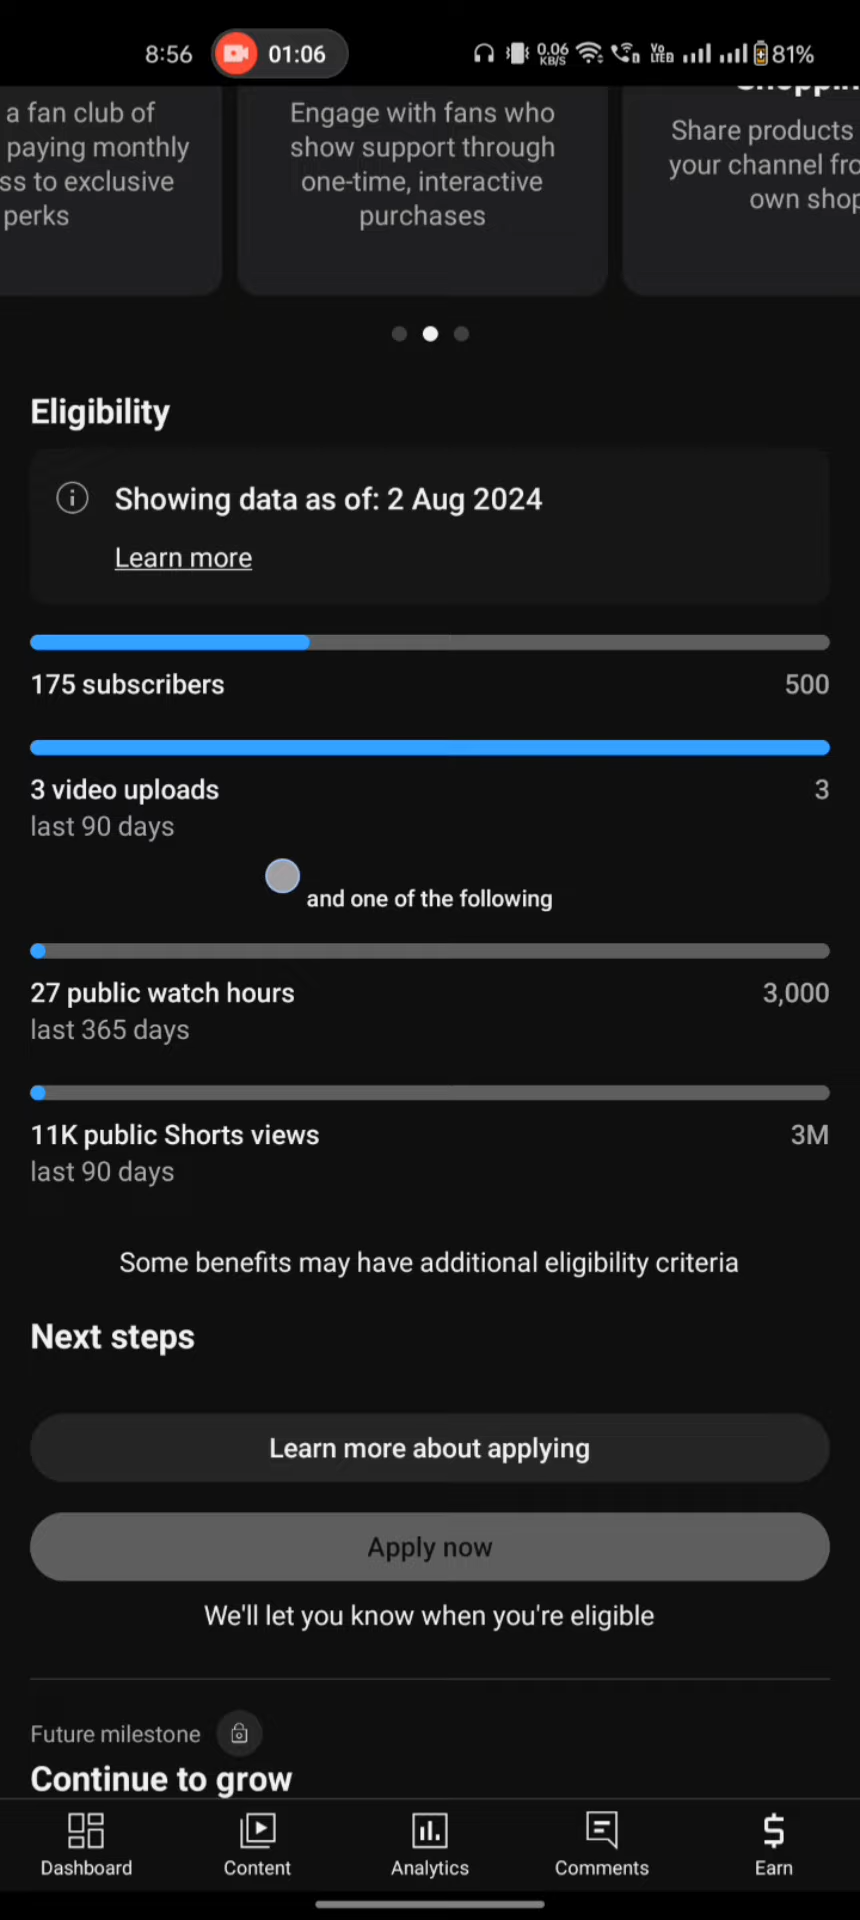 8:56 01:06 0.06 KB/S VO LTE2 81%
a fan club of
paying monthly
ss to exclusive
perks
Engage with fans who
show support through
one-time, interactive
purchases
Share products
your channel fro
own shop
Eligibility
Showing data as of: 2 Aug 2024
Learn more
175 subscribers 500
3 video uploads 3
last 90 days
and one of the following
27 public watch hours 3,000
last 365 days
11K public Shorts views 3M
last 90 days
Some benefits may have additional eligibility criteria
Next steps
Learn more about applying
Apply now
We'll let you know when you're eligible
Future milestone
Continue to grow
Dashboard Content Analytics Comments Earn